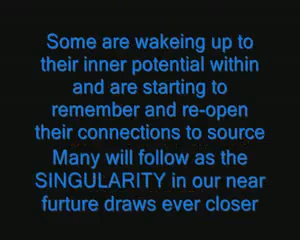 Some are wakeing up to
their inner potential within
and are starting to
remember and re-open
their connections to source
Many will follow as the
SINGULARITY in our near
furture draws ever closer